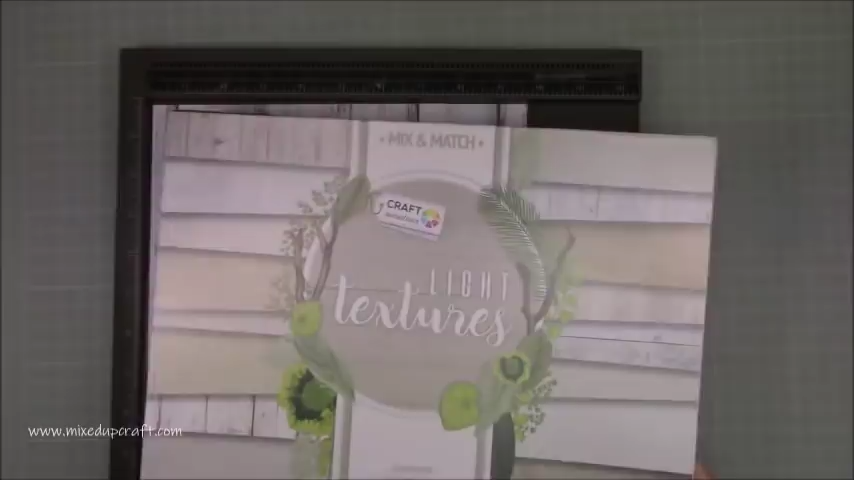 • MIX & MATCH •
CRAFT
LIGHT
textures
www.mixedupcraft.com